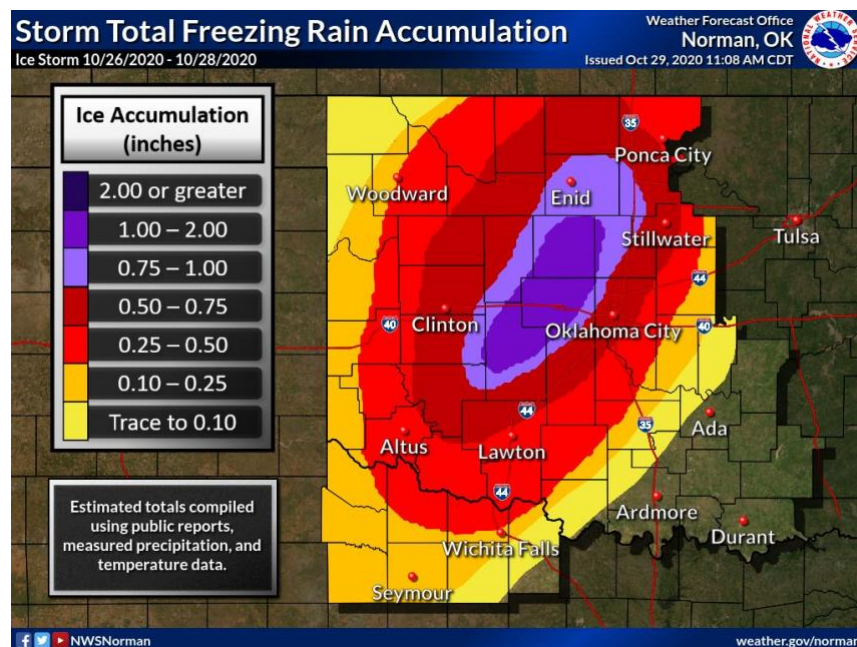 Storm Total Freezing Rain Accumulation
Ice Storm 10/26/2020 - 10/28/2020
Weather Forecast Office
Norman, OK
Issued Oct 29, 2020 11:08 AM CDT
NATIONAL WEATHER SERVICE
Ice Accumulation
(inches)
2.00 or greater
1.00 – 2.00
0.75 – 1.00
0.50 – 0.75
0.25 – 0.50
0.10 – 0.25
Trace to 0.10
Estimated totals compiled
using public reports,
measured precipitation, and
temperature data.
35
Ponca City
Woodward
Enid
Stillwater
Tulsa
44
40
Clinton
Oklahoma City
40
44
35
Ada
Altus
Lawton
44
Ardmore
Durant
Wichita Falls
Seymour
NWSNorman
weather.gov/norman